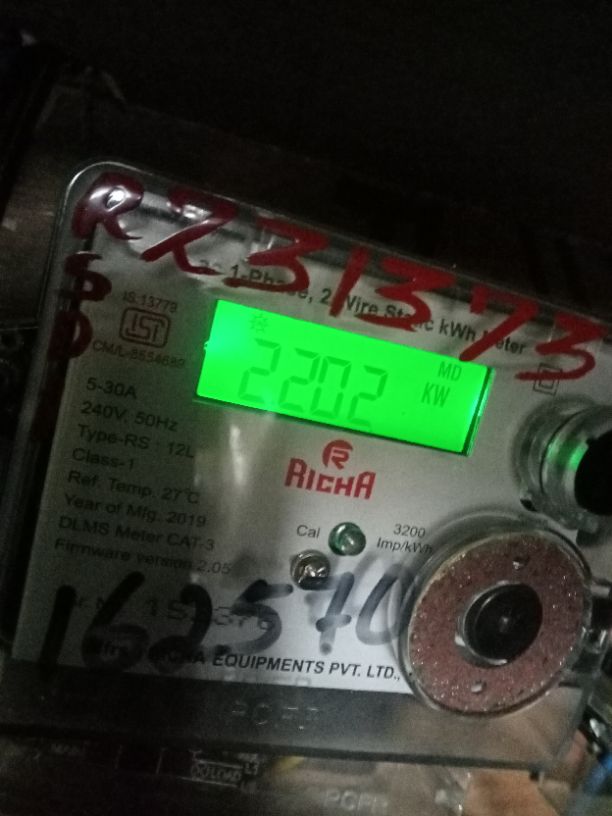 RZ31373
3C 1-Phase, 2 Wire Static kWh Meter
IS:13779
ISI
5-30A
240V, 50Hz
Type-RS : 12L
Class-1
Ref. Temp. 27°C
Year of Mfg. 2019
DLMS Meter CAT-3
Firmware version 2.05
2202
MD
KW
RICHA
Cal
3200
Imp/kWh
162570
RICHA EQUIPMENTS PVT. LTD.,